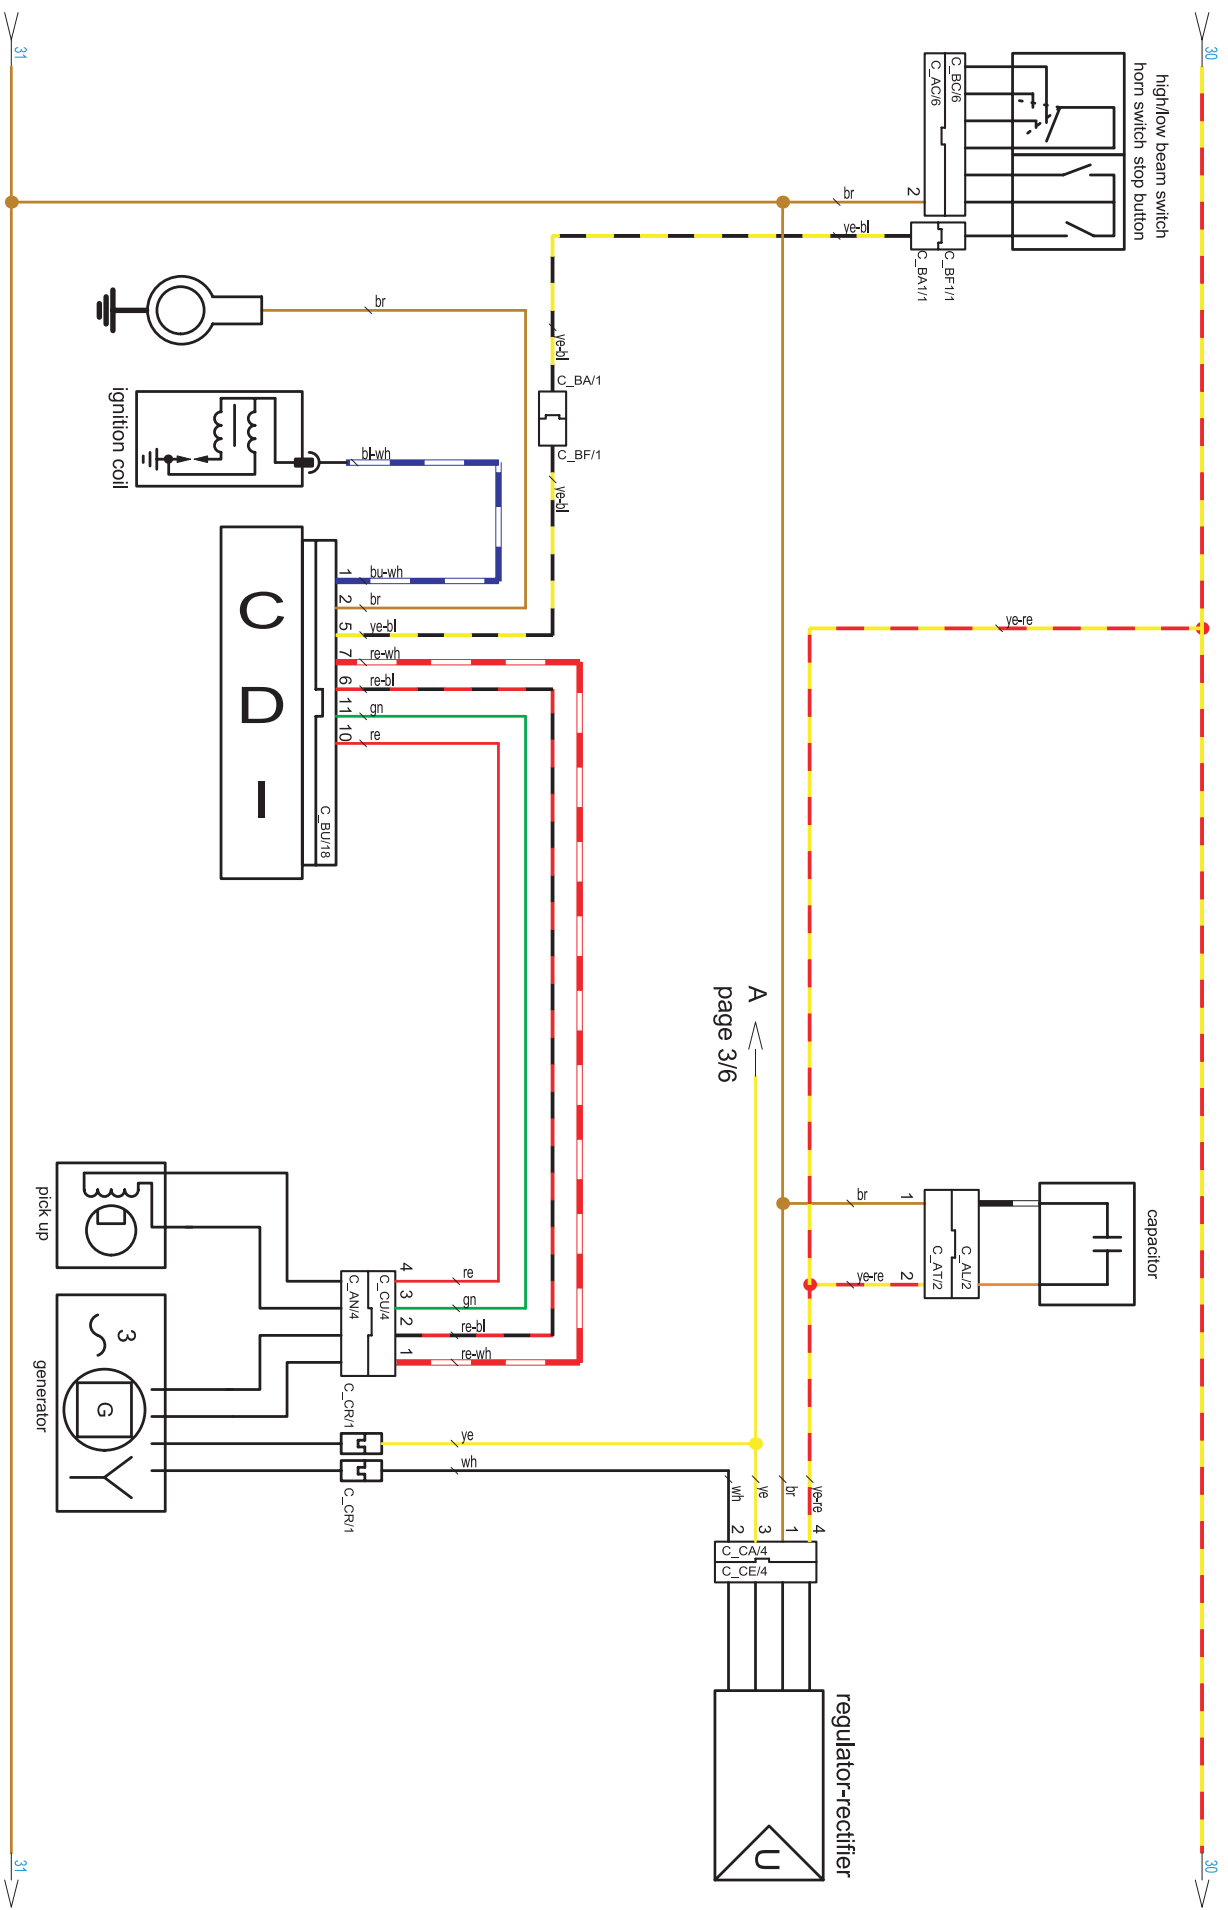 31
30
high/low beam switch
horn switch stop button
C_BC/6
C_AC/6
2
br
ye-bl
C_BF1/1
C_BA1/1
br
ye-bl
C_BA/1
C_BF/1
ye-bl
ignition coil
bl-wh
C
D
I
C_BU/18
1
bu-wh
2
br
5
ye-bl
7
re-wh
6
re-bl
11
gn
10
re
ye-re
A
page 3/6
capacitor
C_AL/2
C_AT/2
1
br
2
ye-re
pick up
C_CU/4
C_AN/4
4
re
3
gn
2
re-bl
1
re-wh
3
G
generator
C_CR/1
ye
wh
C_CR/1
wh
ye
br
ye-re
2
3
1
4
C_CA/4
C_CE/4
regulator-rectifier
U
31
30